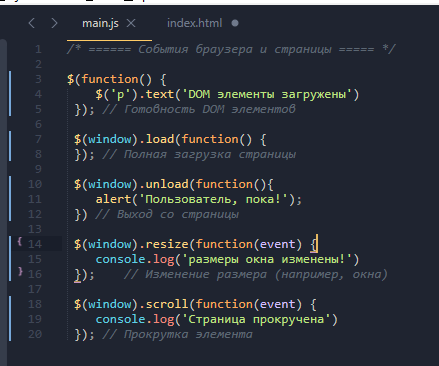 main.js index.html
1 /* ====== События браузера и страницы ===== */
2
3 $(function() {
4 $('p').text('DOM элементы загружены')
5 }); // Готовность DOM элементов
6
7 $(window).load(function() {
8 }); // Полная загрузка страницы
9
10 $(window).unload(function(){
11 alert('Пользователь, пока!');
12 }) // Выход со страницы
13
14 $(window).resize(function(event) {
15 console.log('размеры окна изменены!')
16 }); // Изменение размера (например, окна)
17
18 $(window).scroll(function(event) {
19 console.log('Страница прокручена')
20 }); // Прокрутка элемента